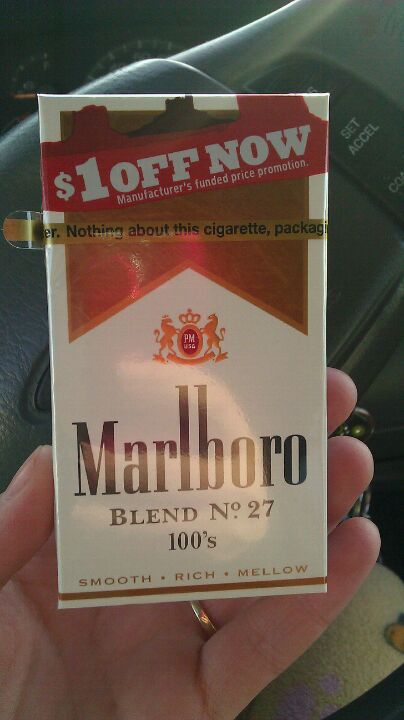 $1 OFF NOW
Manufacturer's funded price promotion.
er. Nothing about this cigarette, packagi
PM
USA
Marlboro
BLEND Nº 27
100's
SMOOTH • RICH • MELLOW
SET
ACCEL
CO